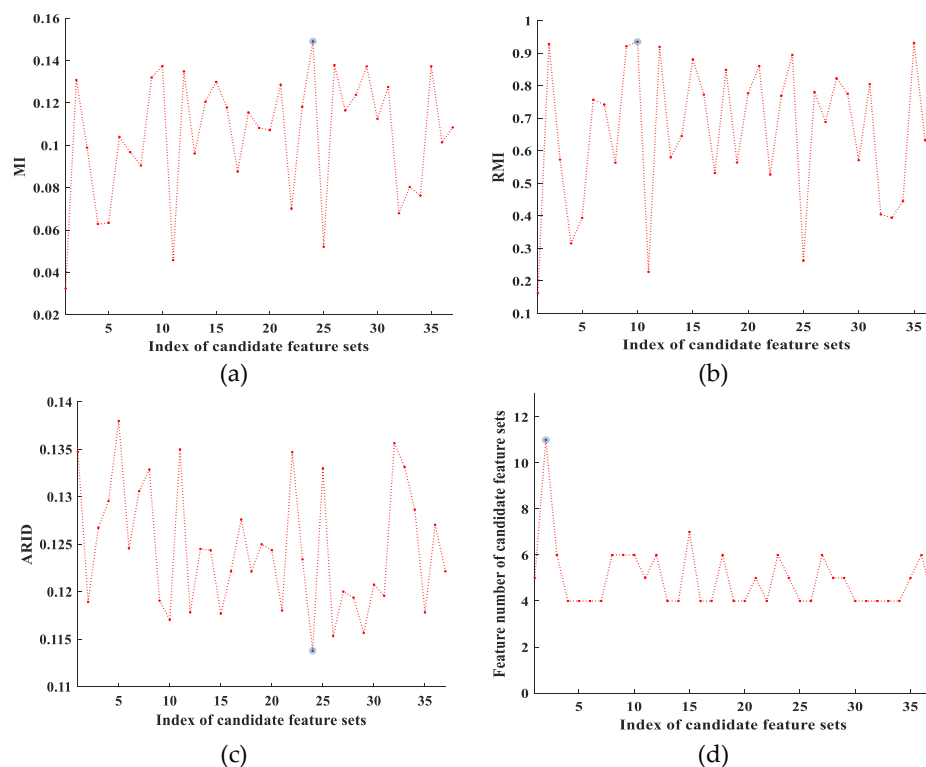 0.16
0.14
0.12
0.1
0.08
0.06
0.04
0.02
MI
5 10 15 20 25 30 35
Index of candidate feature sets
(a)
1
0.9
0.8
0.7
0.6
0.5
0.4
0.3
0.2
0.1
RMI
5 10 15 20 25 30 35
Index of candidate feature sets
(b)
0.14
0.135
0.13
0.125
0.12
0.115
0.11
ARID
5 10 15 20 25 30 35
Index of candidate feature sets
(c)
12
10
8
6
4
2
0
Feature number of candidate feature sets
5 10 15 20 25 30 35
Index of candidate feature sets
(d)